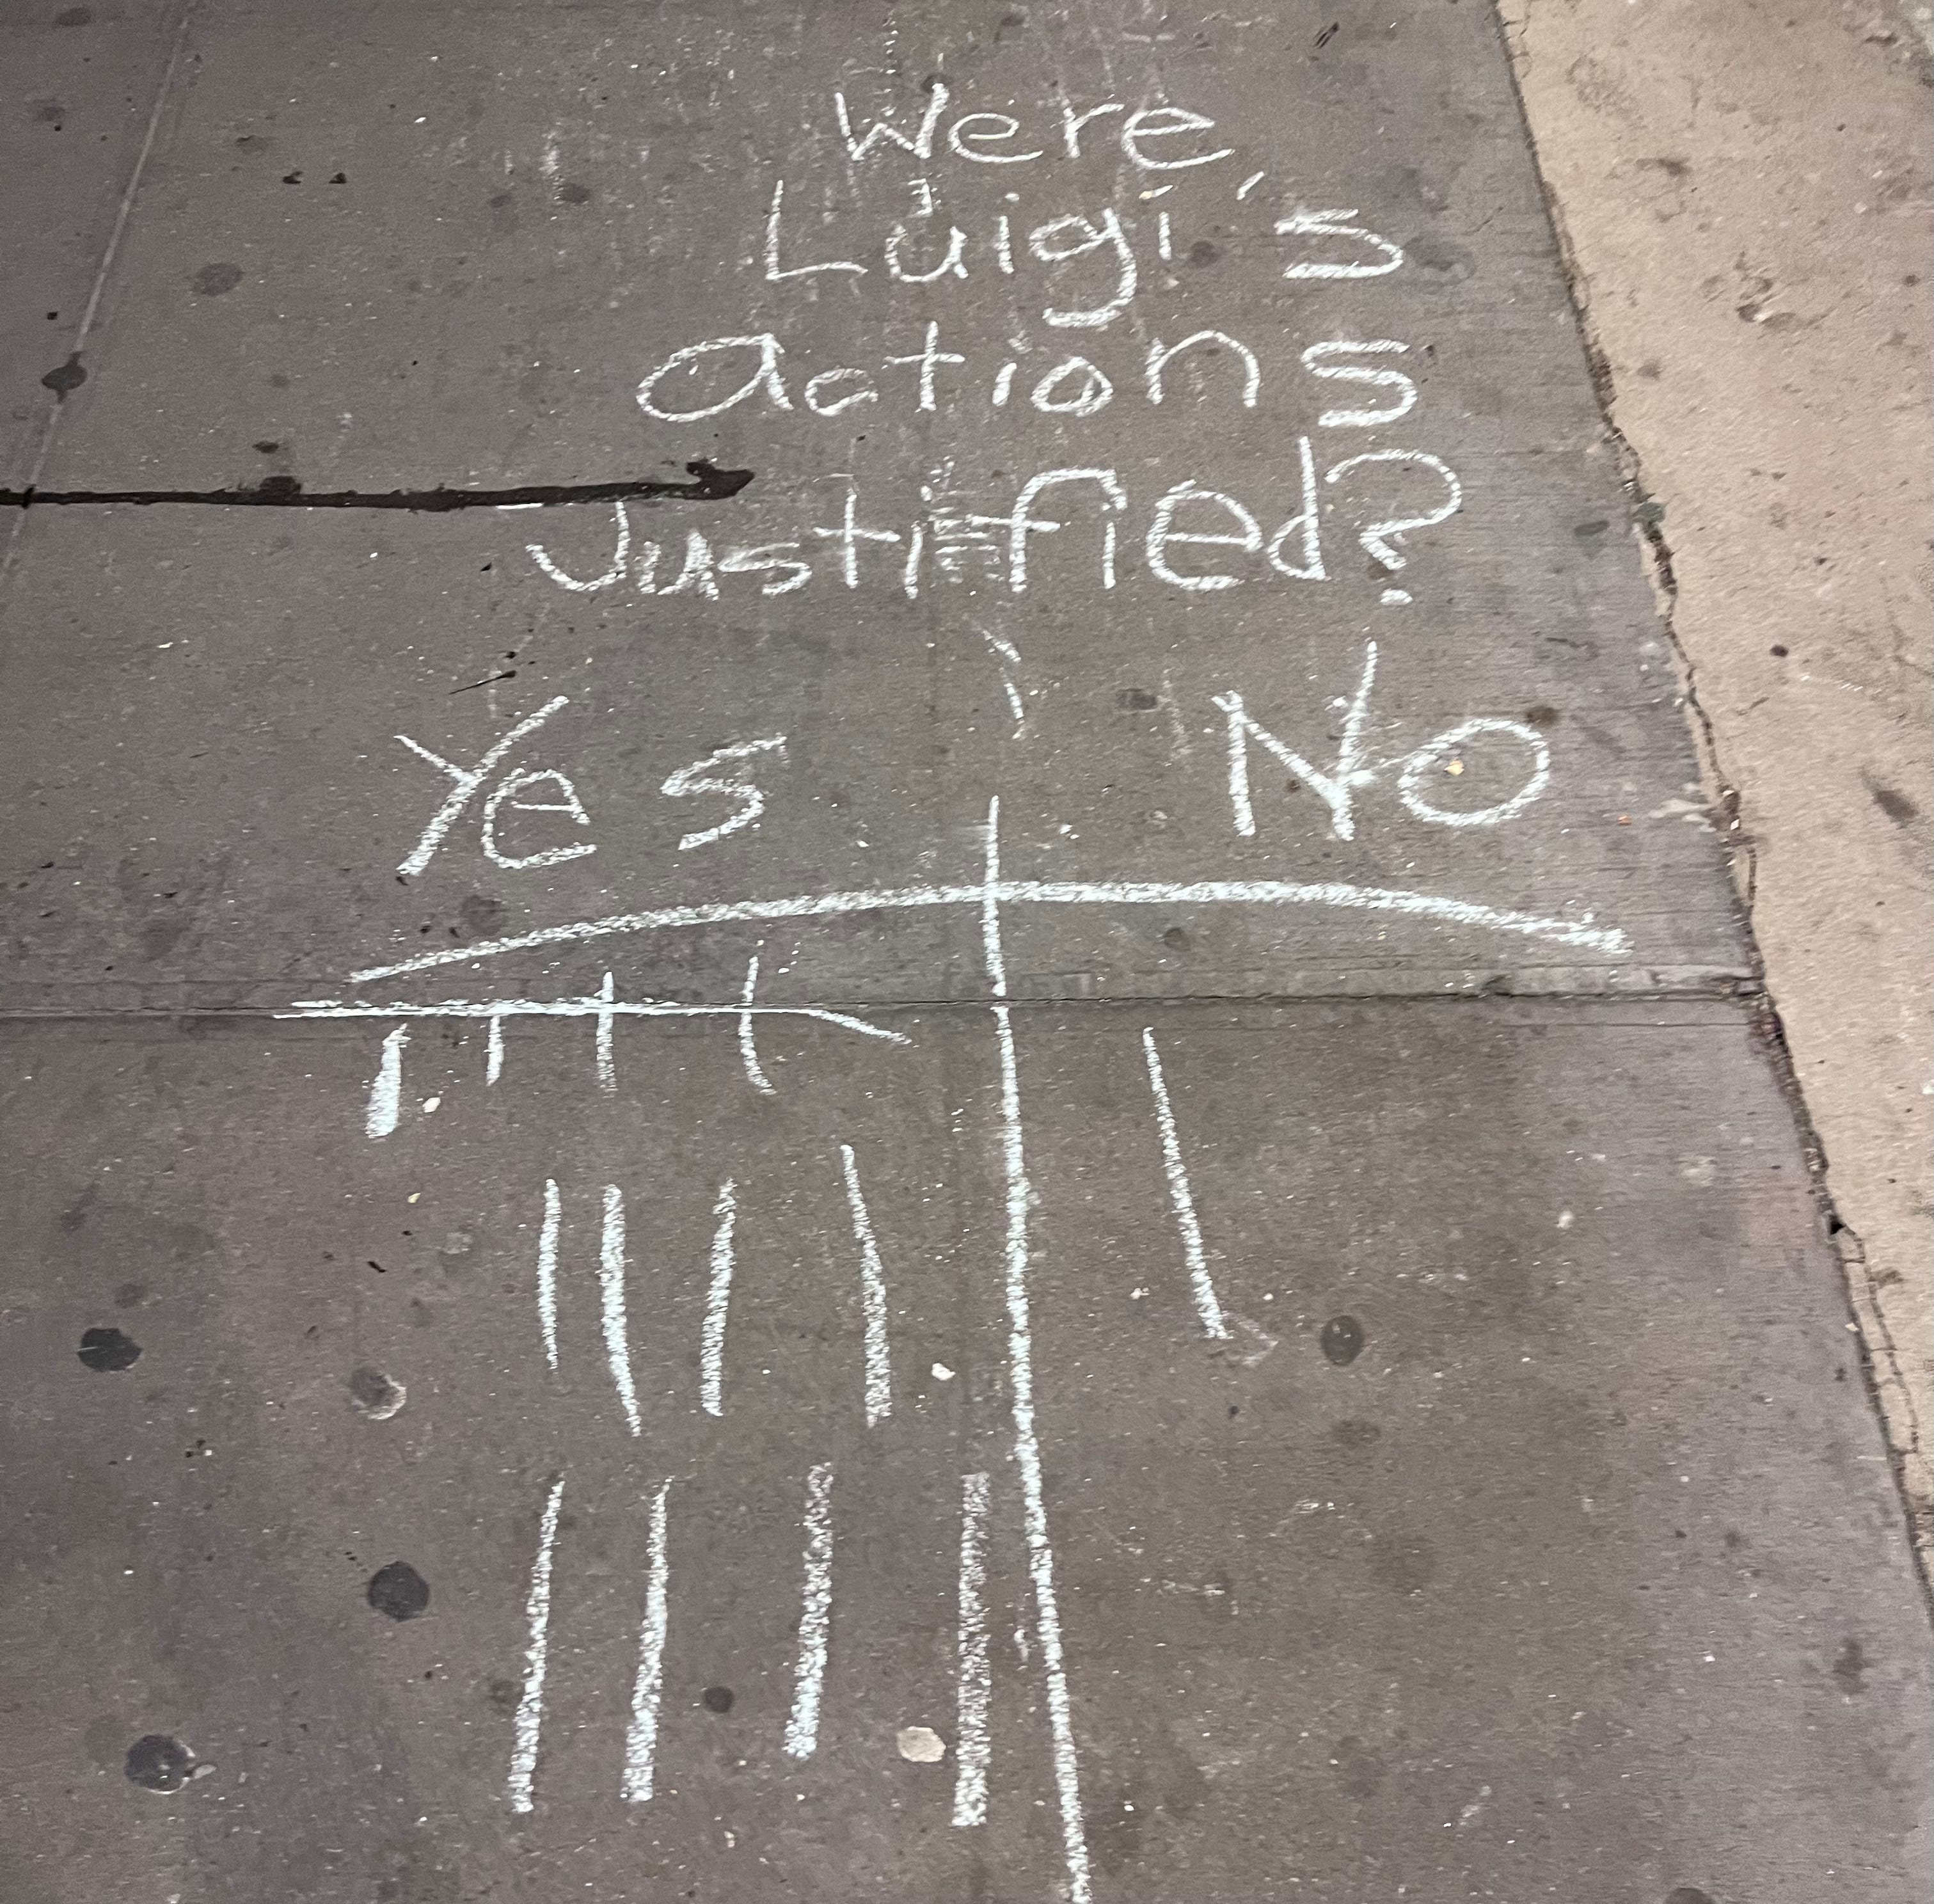 Were
Luigi's
actions
Justified?
Yes No